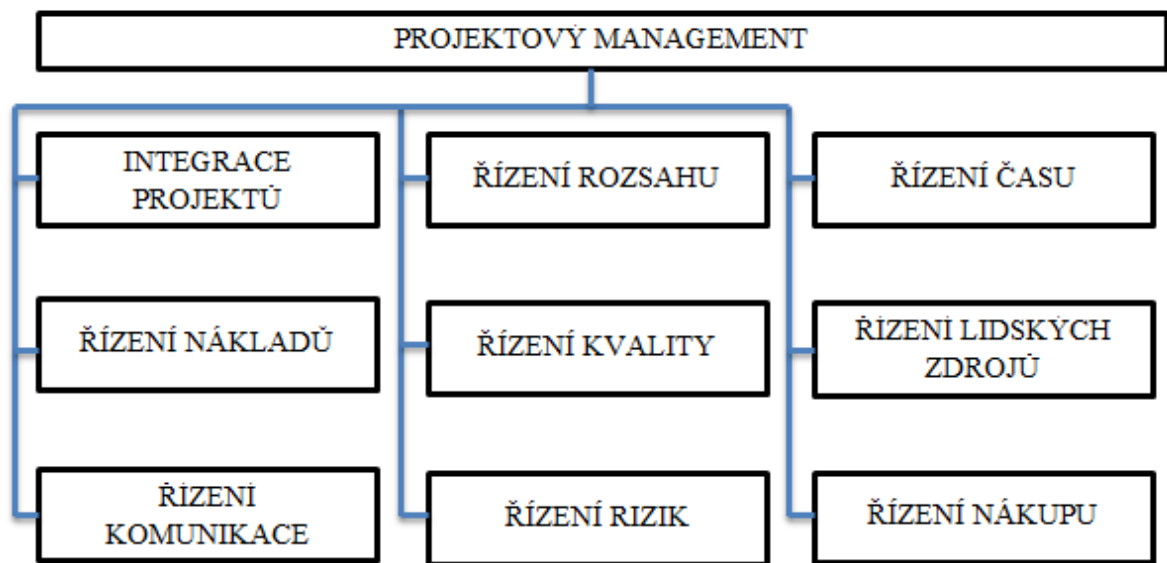 PROJEKTOVÝ MANAGEMENT
INTEGRACE
PROJEKTŮ
ŘÍZENÍ ROZSAHU
ŘÍZENÍ ČASU
ŘÍZENÍ NÁKLADŮ
ŘÍZENÍ KVALITY
ŘÍZENÍ LIDSKÝCH
ZDROJŮ
ŘÍZENÍ
KOMUNIKACE
ŘÍZENÍ RIZIK
ŘÍZENÍ NÁKUPU